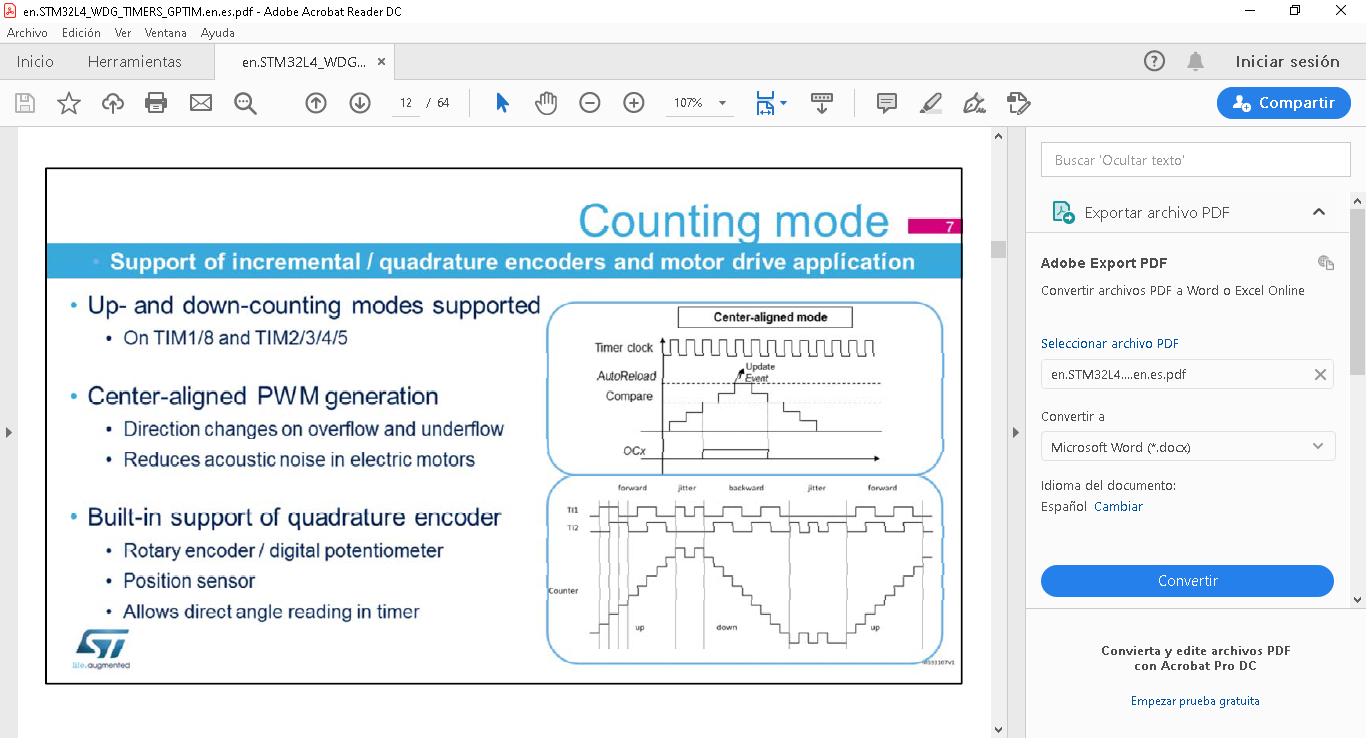 en.STM32L4_WDG_TIMERS_GPTIM.en.es.pdf - Adobe Acrobat Reader DC
Archivo Edición Ver Ventana Ayuda
Inicio Herramientas en.STM32L4_WDG... × ? Iniciar sesión
12 / 64 107% Compartir
Counting mode 7
• Support of incremental / quadrature encoders and motor drive application
• Up- and down-counting modes supported
• On TIM1/8 and TIM2/3/4/5
• Center-aligned PWM generation
• Direction changes on overflow and underflow
• Reduces acoustic noise in electric motors
• Built-in support of quadrature encoder
• Rotary encoder / digital potentiometer
• Position sensor
• Allows direct angle reading in timer
ST
life.augmented
Center-aligned mode
Timer clock
Update
Event
AutoReload
Compare
OCx
forward jitter backward jitter forward
TI1
TI2
Counter
up down up
MS33107V1
Buscar 'Ocultar texto'
Exportar archivo PDF
Adobe Export PDF
Convertir archivos PDF a Word o Excel Online
Seleccionar archivo PDF
en.STM32L4....en.es.pdf
Convertir a
Microsoft Word (*.docx)
Idioma del documento:
Español Cambiar
Convertir
Convierta y edite archivos PDF
con Acrobat Pro DC
Empezar prueba gratuita